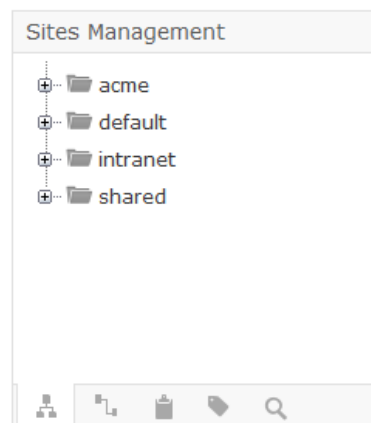 Sites Management
acme
default
intranet
shared